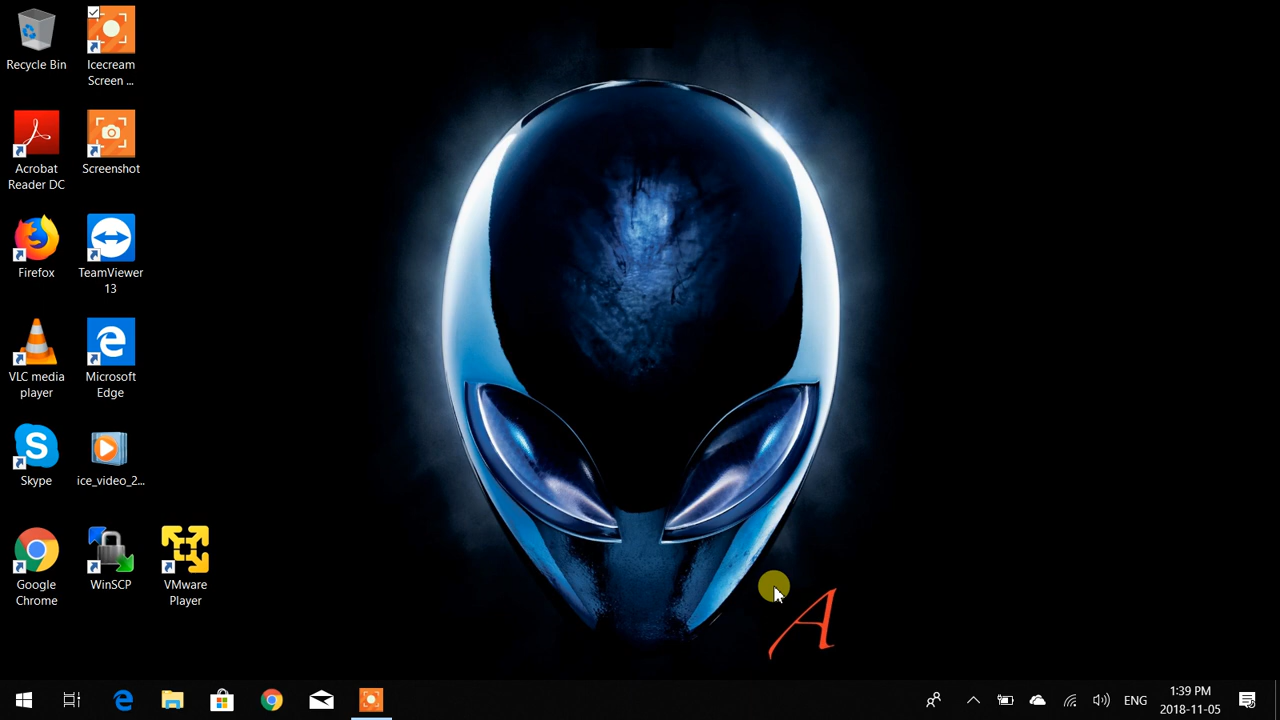 Recycle Bin
Icecream
Screen ...
Acrobat
Reader DC
Screenshot
Firefox
TeamViewer
13
VLC media
player
Microsoft
Edge
Skype
ice_video_2...
Google
Chrome
WinSCP
VMware
Player
A
ENG
1:39 PM
2018-11-05